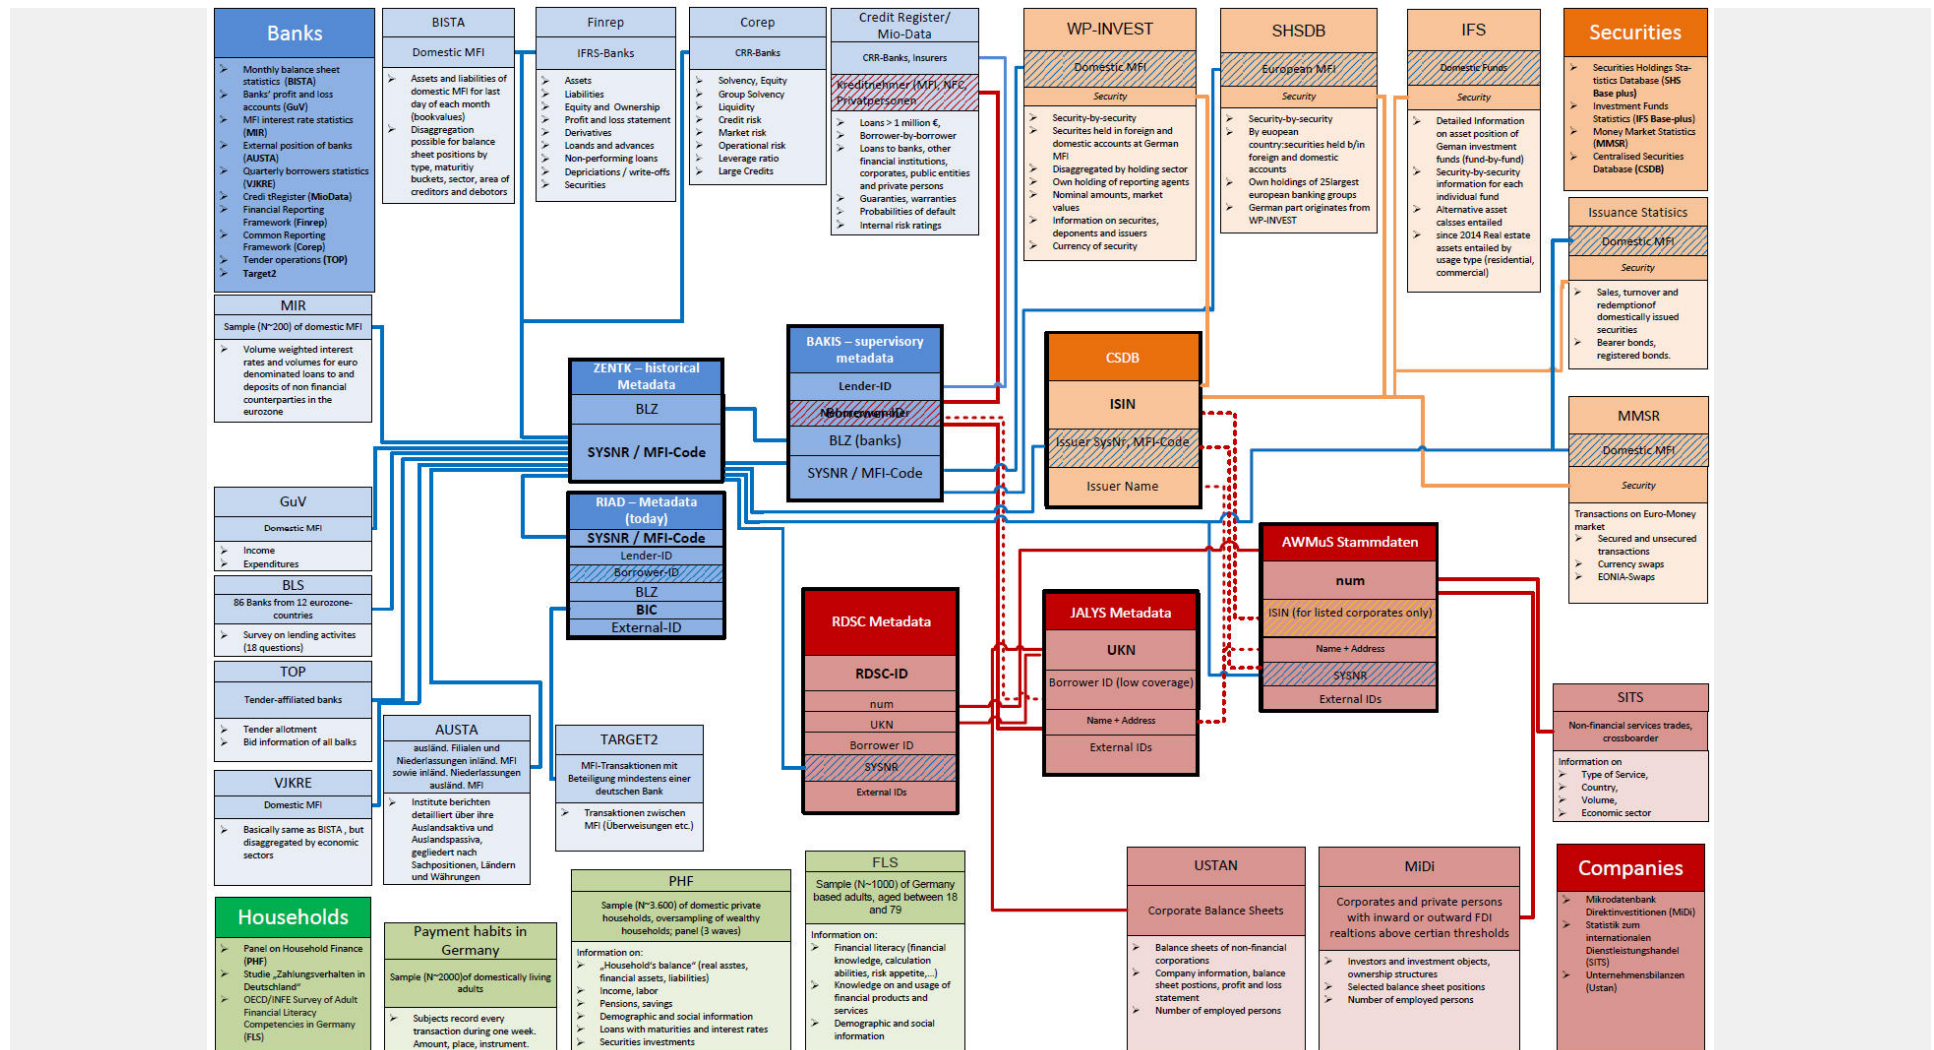 Banks
Monthly balance sheet
statistics (BISTA)
Banks' profit and loss
accounts (GuV)
MFI interest rate statistics
(MIR)
External position of banks
(AUSTA)
Quarterly borrowers statistics
(VJKRE)
Credi tRegister (MioData)
Financial Reporting
Framework (Finrep)
Common Reporting
Framework (Corep)
Tender operations (TOP)
Target2
BISTA
Domestic MFI
Assets and liabilities of
domestic MFI for last
day of each month
(bookvalues)
Disaggregation
possible for balance
sheet positions by
type, maturitiy
buckets, sector, area of
creditors and debotors
Finrep
IFRS-Banks
Assets
Liabilities
Equity and Ownership
Profit and loss statement
Derivatives
Loands and advances
Non-performing loans
Depriciations / write-offs
Securities
Corep
CRR-Banks
Solvency, Equity
Group Solvency
Liquidity
Credit risk
Market risk
Operational risk
Leverage ratio
Large Credits
Credit Register/
Mio-Data
CRR-Banks, Insurers
Kreditnehmer (MFI, NFC,
Privatpersonen
Loans > 1 million €,
Borrower-by-borrower
Loans to banks, other
financial institutions,
corporates, public entities
and private persons
Guaranties, warranties
Probabilities of default
Internal risk ratings
WP-INVEST
Domestic MFI
Security
Security-by-security
Securites held in foreign and
domestic accounts at German
MFI
Disaggregated by holding sector
Own holding of reporting agents
Nominal amounts, market
values
Information on securites,
deponents and issuers
Currency of security
SHSDB
European MFI
Security
Security-by-security
By euopean
country:securities held b/in
foreign and domestic
accounts
Own holdings of 25largest
european banking groups
German part originates from
WP-INVEST
IFS
Domestic Funds
Security
Detailed Information
on asset position of
Geman investment
funds (fund-by-fund)
Security-by-security
information for each
individual fund
Alternative asset
calsses entailed
since 2014 Real estate
assets entailed by
usage type (residential,
commercial)
Securities
Securities Holdings Sta-
tistics Database (SHS
Base plus)
Investment Funds
Statistics (IFS Base-plus)
Money Market Statistics
(MMSR)
Centralised Securities
Database (CSDB)
Issuance Statisics
Domestic MFI
Security
Sales, turnover and
redemptionof
domestically issued
securities
Bearer bonds,
registered bonds.
MIR
Sample (N~200) of domestic MFI
Volume weighted interest
rates and volumes for euro
denominated loans to and
deposits of non financial
counterparties in the
eurozone
ZENTK – historical
Metadata
BLZ
SYSNR / MFI-Code
BAKIS – supervisory
metadata
Lender-ID
BLZ (banks)
SYSNR / MFI-Code
CSDB
ISIN
Issuer SysNr, MFI-Code
Issuer Name
MMSR
Domestic MFI
Security
Transactions on Euro-Money
market
Secured and unsecured
transactions
Currency swaps
EONIA-Swaps
GuV
Domestic MFI
Income
Expenditures
RIAD – Metadata
(today)
SYSNR / MFI-Code
Lender-ID
Borrower-ID
BLZ
BIC
External-ID
BLS
86 Banks from 12 eurozone-
countries
Survey on lending activites
(18 questions)
AWMuS Stammdaten
num
ISIN (for listed corporates only)
Name + Address
SYSNR
External IDs
RDSC Metadata
RDSC-ID
num
UKN
Borrower ID
SYSNR
External IDs
JALYS Metadata
UKN
Borrower ID (low coverage)
Name + Address
External IDs
TOP
Tender-affiliated banks
Tender allotment
Bid information of all balks
VJKRE
Domestic MFI
Basically same as BISTA , but
disaggregated by economic
sectors
AUSTA
ausländ. Filialen und
Niederlassungen inländ. MFI
sowie inländ. Niederlassungen
ausländ. MFI
Institute berichten
detailliert über ihre
Auslandsaktiva und
Auslandspassiva,
gegliedert nach
Sachpositionen, Ländern
und Währungen
TARGET2
MFI-Transaktionen mit
Beteiligung mindestens einer
deutschen Bank
Transaktionen zwischen
MFI (Überweisungen etc.)
SITS
Non-financial services trades,
crossboarder
Information on
Type of Service,
Country,
Volume,
Economic sector
Households
Panel on Household Finance
(PHF)
Studie „Zahlungsverhalten in
Deutschland“
OECD/INFE Survey of Adult
Financial Literacy
Competencies in Germany
(FLS)
Payment habits in
Germany
Sample (N~2000)of domestically living
adults
Subjects record every
transaction during one week.
Amount, place, instrument.
PHF
Sample (N~3.600) of domestic private
households, oversampling of wealthy
households; panel (3 waves)
Information on:
„Household's balance“ (real asstes,
financial assets, liabilities)
Income, labor
Pensions, savings
Demographic and social information
Loans with maturities and interest rates
Securities investments
FLS
Sample (N~1000) of Germany
based adults, aged between 18
and 79
Information on:
Financial literacy (financial
knowledge, calculation
abilities, risk appetite,...)
Knowledge on and usage of
financial products and
services
Demographic and social
information
USTAN
Corporate Balance Sheets
Balance sheets of non-financial
corporations
Company information, balance
sheet postions, profit and loss
statement
Number of employed persons
MiDi
Corporates and private persons
with inward or outward FDI
realtions above certian thresholds
Investors and investment objects,
ownership structures
Selected balance sheet positions
Number of employed persons
Companies
Mikrodatenbank
Direktinvestitionen (MiDi)
Statistik zum
internationalen
Dienstleistungshandel
(SITS)
Unternehmensbilanzen
(Ustan)